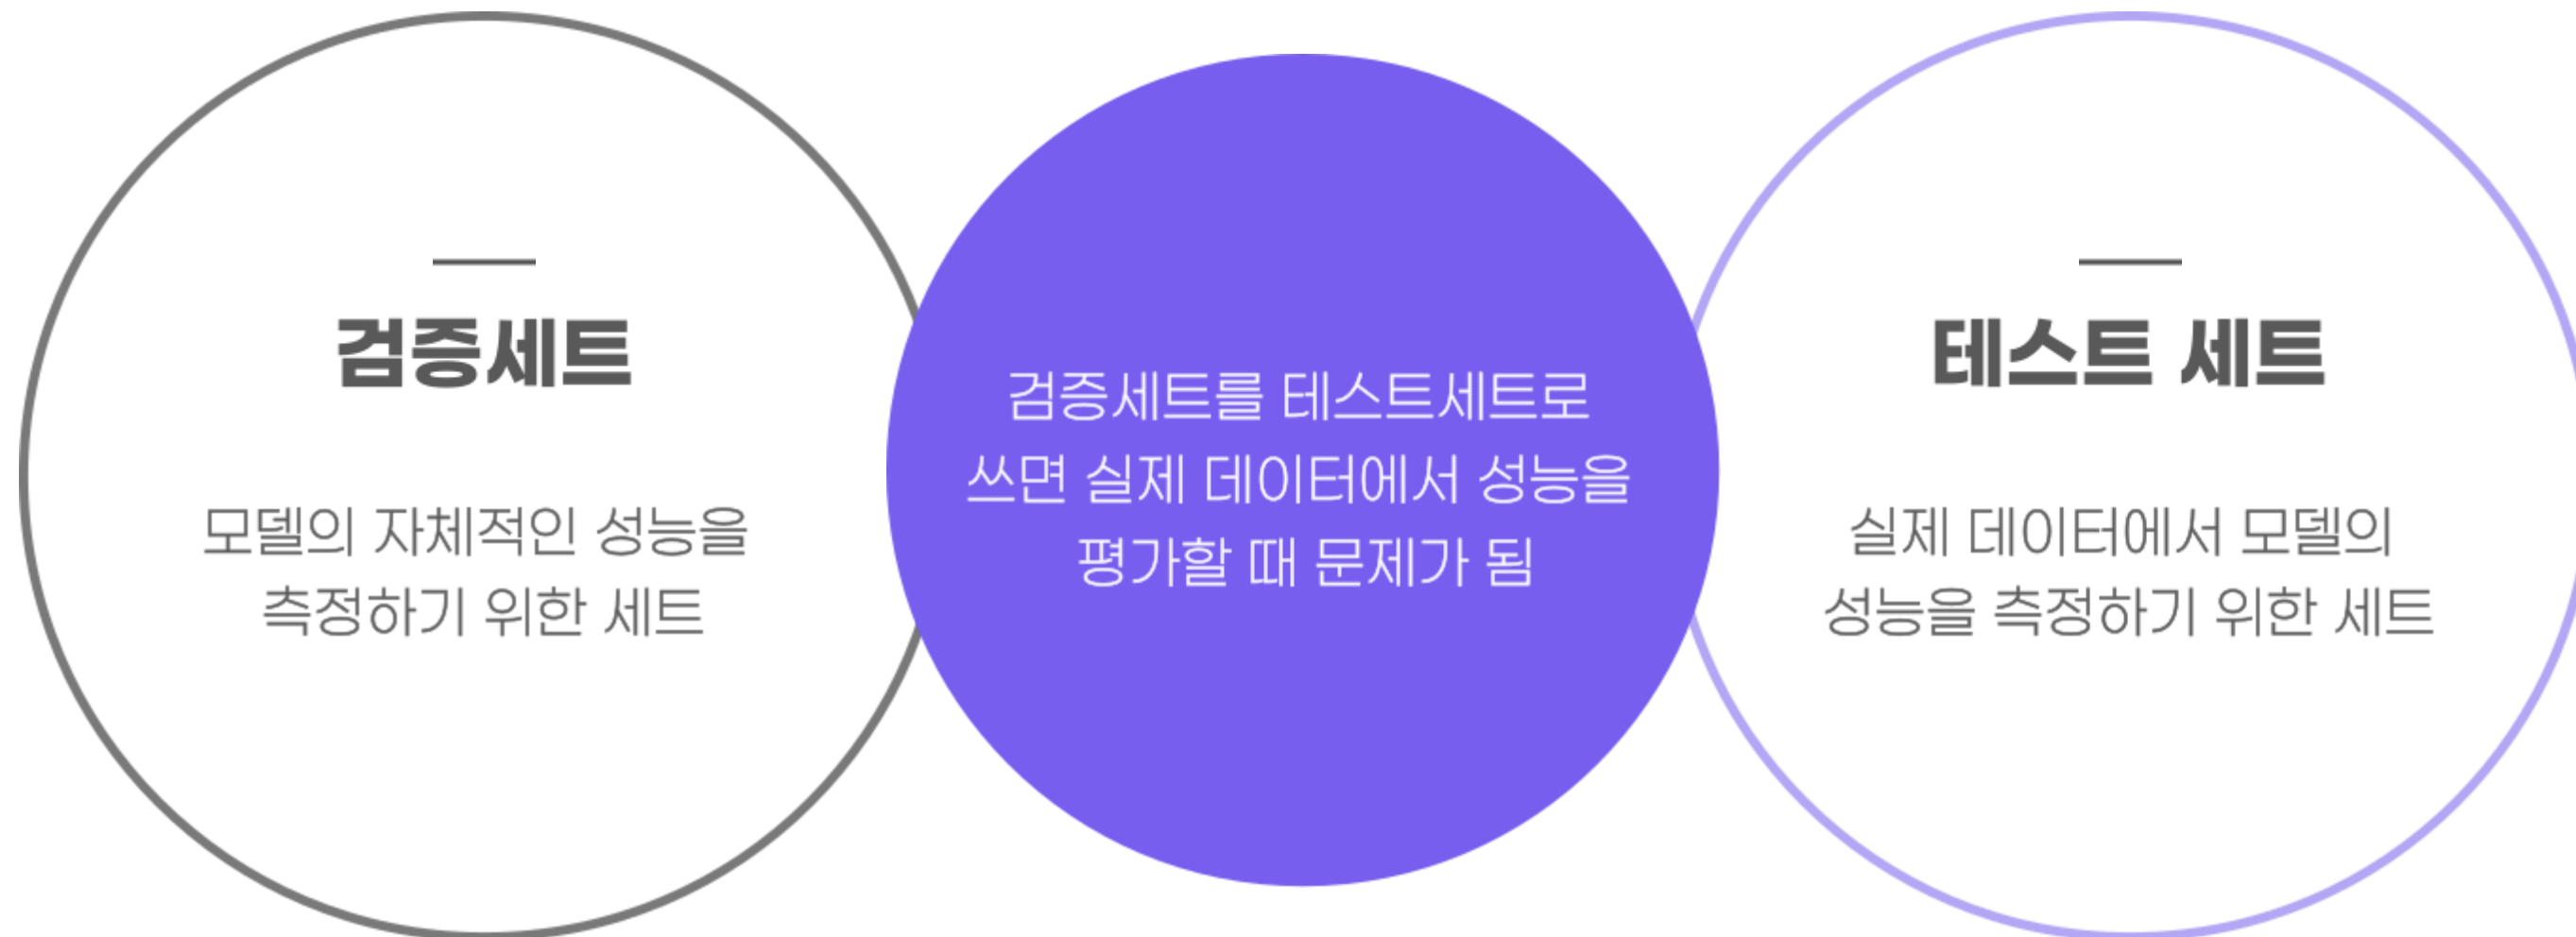 검증세트
모델의 자체적인 성능을
측정하기 위한 세트
검증세트를 테스트세트로
쓰면 실제 데이터에서 성능을
평가할 때 문제가 됨
테스트 세트
실제 데이터에서 모델의
성능을 측정하기 위한 세트